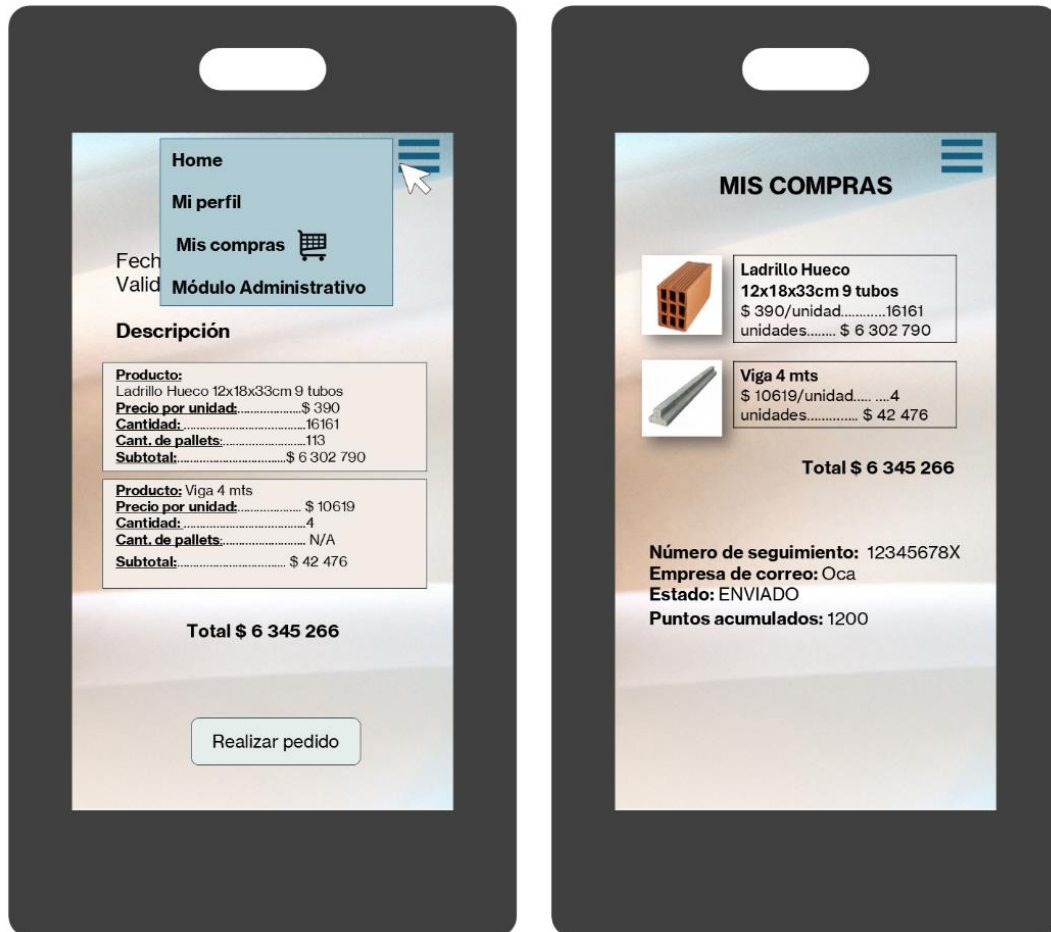 Home
Mi perfil
Mis compras
Módulo Administrativo
Fech
Valid
Descripción
Producto:
Ladrillo Hueco 12x18x33cm 9 tubos
Precio por unidad:....................$ 390
Cantidad: ......................................16161
Cant. de pallets:..........................113
Subtotal:..................................$ 6 302 790
Producto: Viga 4 mts
Precio por unidad:.................... $ 10619
Cantidad: ......................................4
Cant. de pallets:.......................... N/A
Subtotal:.................................. $ 42 476
Total $ 6 345 266
Realizar pedido
MIS COMPRAS
Ladrillo Hueco
12x18x33cm 9 tubos
$ 390/unidad...........16161
unidades........ $ 6 302 790
Viga 4 mts
$ 10619/unidad..... ....4
unidades.............. $ 42 476
Total $ 6 345 266
Número de seguimiento: 12345678X
Empresa de correo: Oca
Estado: ENVIADO
Puntos acumulados: 1200